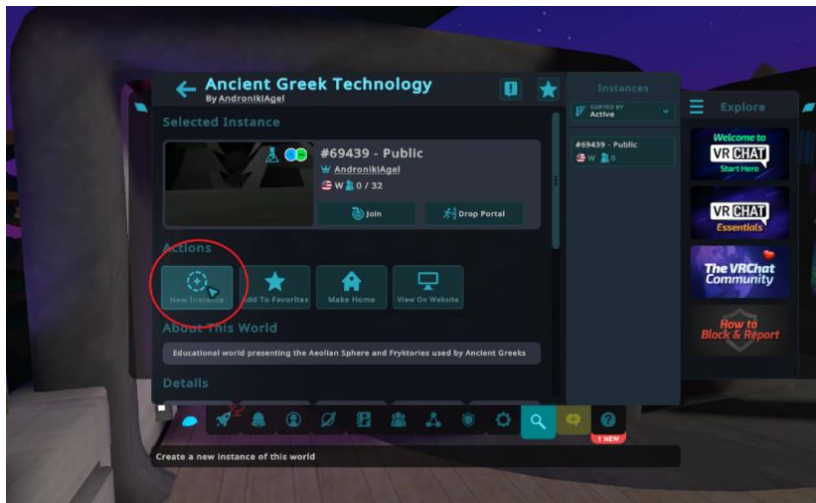 Ancient Greek Technology
By AndronikiAgel
Selected Instance
#69439 - Public
AndronikiAgel
W 0 / 32
Join
Drop Portal
Actions
New Instance
Add To Favorites
Make Home
View On Website
About This World
Educational world presenting the Aeolian Sphere and Fryktories used by Ancient Greeks
Details
Instances
SORTED BY
Active
#69439 - Public
W 0
Explore
Welcome to
VRCHAT
Start Here
VRCHAT
Essentials
The VRChat
Community
How to
Block & Report
1 NEW
Create a new instance of this world